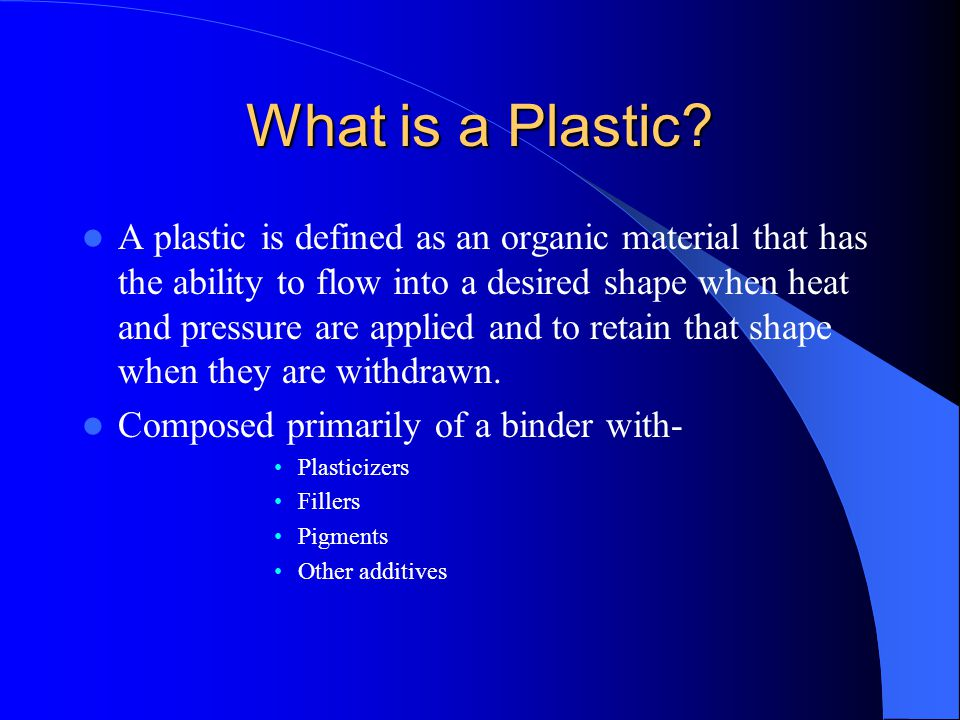 What is a Plastic?
A plastic is defined as an organic material that has
the ability to flow into a desired shape when heat
and pressure are applied and to retain that shape
when they are withdrawn.
Composed primarily of a binder with-
Plasticizers
Fillers
Pigments
Other additives